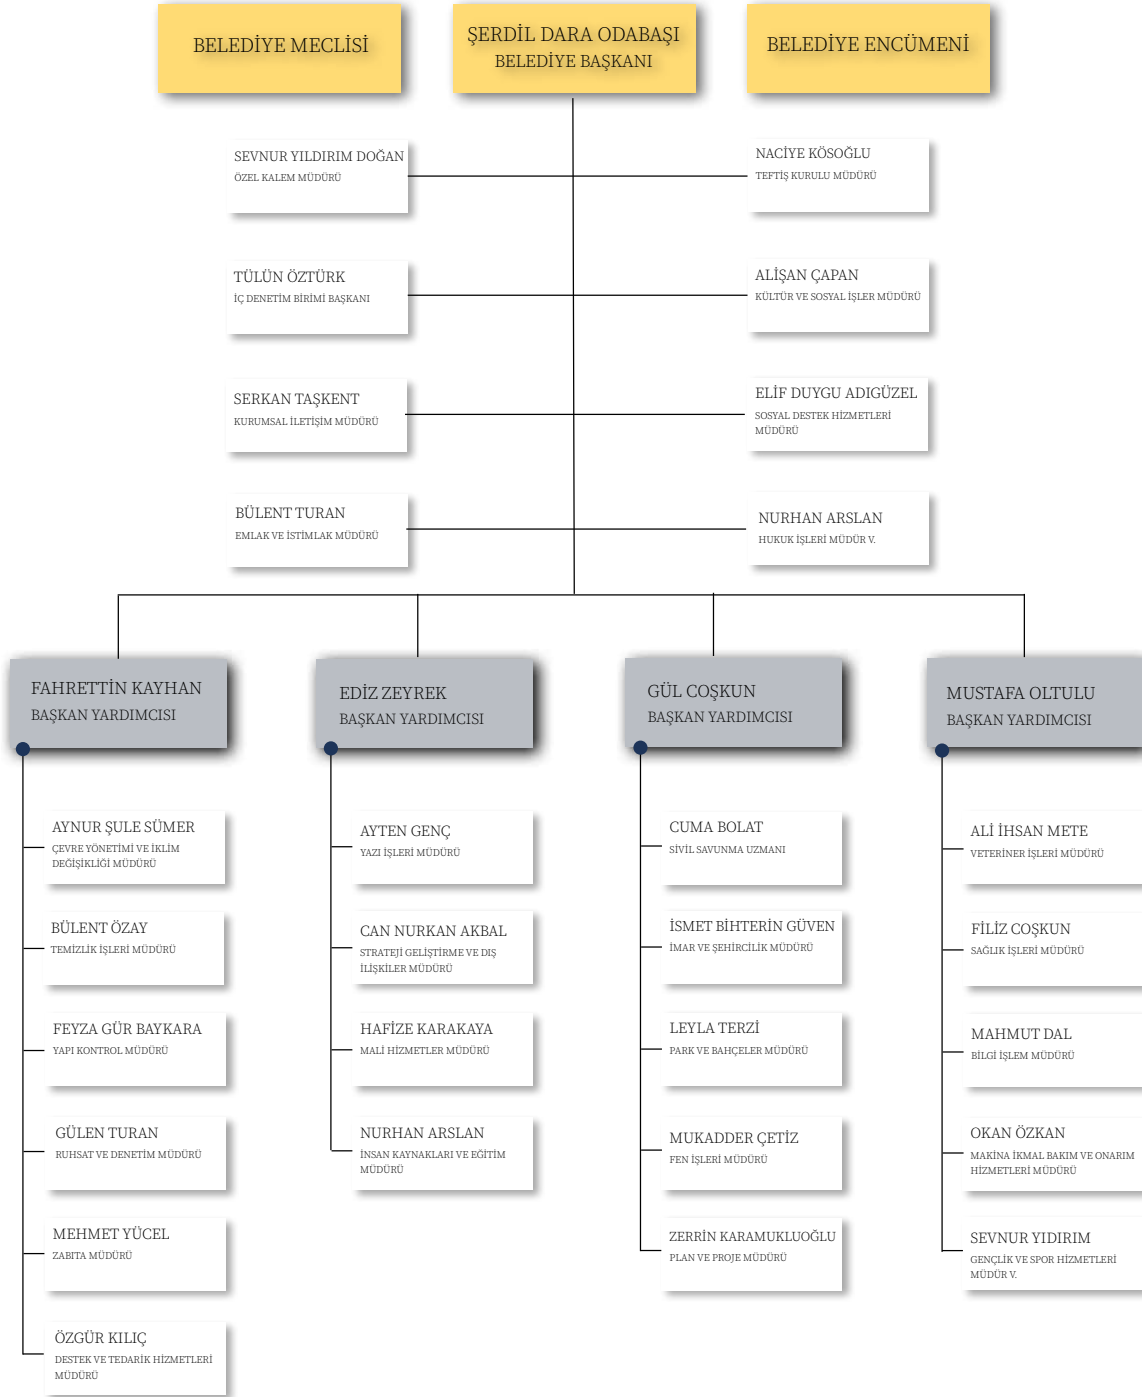 BELEDİYE MECLİSİ
ŞERDİL DARA ODABAŞI
BELEDİYE BAŞKANI
BELEDİYE ENCÜMENİ
SEVNUR YILDIRIM DOĞAN
ÖZEL KALEM MÜDÜRÜ
NACİYE KÖSOĞLU
TEFTİŞ KURULU MÜDÜRÜ
TÜLÜN ÖZTÜRK
İÇ DENETİM BİRİMİ BAŞKANI
ALİŞAN ÇAPAN
KÜLTÜR VE SOSYAL İŞLER MÜDÜRÜ
SERKAN TAŞKENT
KURUMSAL İLETİŞİM MÜDÜRÜ
ELİF DUYGU ADIGÜZEL
SOSYAL DESTEK HİZMETLERİ
MÜDÜRÜ
BÜLENT TURAN
EMLAK VE İSTİMLAK MÜDÜRÜ
NURHAN ARSLAN
HUKUK İŞLERİ MÜDÜR V.
FAHRETTİN KAYHAN
BAŞKAN YARDIMCISI
AYNUR ŞULE SÜMER
ÇEVRE YÖNETİMİ VE İKLİM
DEĞİŞİKLİĞİ MÜDÜRÜ
BÜLENT ÖZAY
TEMİZLİK İŞLERİ MÜDÜRÜ
FEYZA GÜR BAYKARA
YAPI KONTROL MÜDÜRÜ
GÜLEN TURAN
RUHSAT VE DENETİM MÜDÜRÜ
MEHMET YÜCEL
ZABITA MÜDÜRÜ
ÖZGÜR KILIÇ
DESTEK VE TEDARİK HİZMETLERİ
MÜDÜRÜ
EDİZ ZEYREK
BAŞKAN YARDIMCISI
AYTEN GENÇ
YAZI İŞLERİ MÜDÜRÜ
CAN NURKAN AKBAL
STRATEJİ GELİŞTİRME VE DIŞ
İLİŞKİLER MÜDÜRÜ
HAFİZE KARAKAYA
MALİ HİZMETLER MÜDÜRÜ
NURHAN ARSLAN
İNSAN KAYNAKLARI VE EĞİTİM
MÜDÜRÜ
GÜL COŞKUN
BAŞKAN YARDIMCISI
CUMA BOLAT
SİVİL SAVUNMA UZMANI
İSMET BİHTERİN GÜVEN
İMAR VE ŞEHİRCİLİK MÜDÜRÜ
LEYLA TERZİ
PARK VE BAHÇELER MÜDÜRÜ
MUKADDER ÇETİZ
FEN İŞLERİ MÜDÜRÜ
ZERRİN KARAMUKLUOĞLU
PLAN VE PROJE MÜDÜRÜ
MUSTAFA OLTULU
BAŞKAN YARDIMCISI
ALİ İHSAN METE
VETERİNER İŞLERİ MÜDÜRÜ
FİLİZ COŞKUN
SAĞLIK İŞLERİ MÜDÜRÜ
MAHMUT DAL
BİLGİ İŞLEM MÜDÜRÜ
OKAN ÖZKAN
MAKİNA İKMAL BAKIM VE ONARIM
HİZMETLERİ MÜDÜRÜ
SEVNUR YIDIRIM
GENÇLİK VE SPOR HİZMETLERİ
MÜDÜR V.